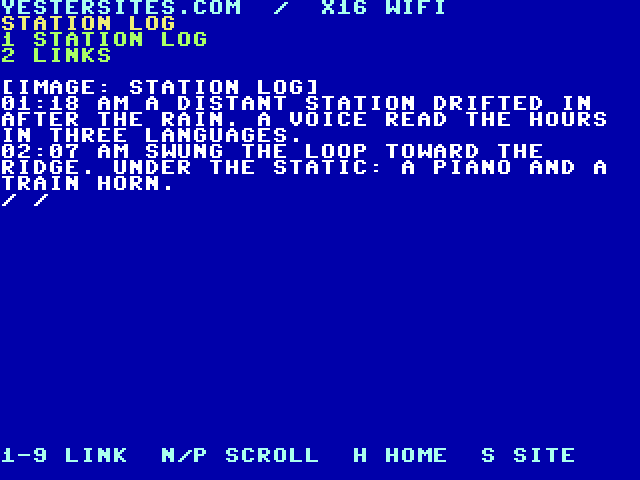 YESTERSITES.COM / X16 WIFI
STATION LOG
1 STATION LOG
2 LINKS
[IMAGE: STATION LOG]
01:18 AM A DISTANT STATION DRIFTED IN
AFTER THE RAIN. A VOICE READ THE HOURS
IN THREE LANGUAGES.
02:07 AM SWUNG THE LOOP TOWARD THE
RIDGE. UNDER THE STATIC: A PIANO AND A
TRAIN HORN.
/ /
1-9 LINK N/P SCROLL H HOME S SITE